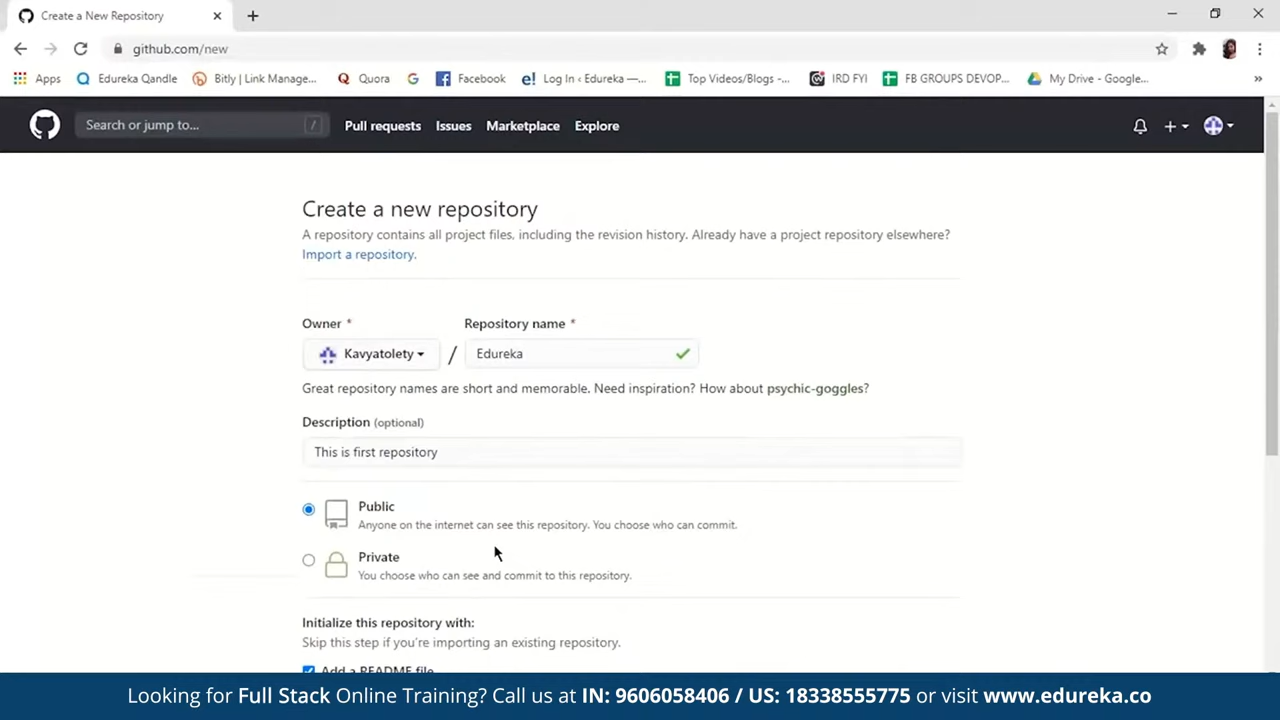 Create a New Repository
github.com/new
Apps Edureka Qandle Bitly | Link Manage... Quora Facebook Log In ‹ Edureka —... Top Videos/Blogs -... IRD FYI FB GROUPS DEVOP... My Drive - Google... »
Search or jump to... / Pull requests Issues Marketplace Explore
Create a new repository
A repository contains all project files, including the revision history. Already have a project repository elsewhere?
Import a repository.
Owner * Repository name *
Kavyatolety / Edureka
Great repository names are short and memorable. Need inspiration? How about psychic-goggles?
Description (optional)
This is first repository
Public
Anyone on the internet can see this repository. You choose who can commit.
Private
You choose who can see and commit to this repository.
Initialize this repository with:
Skip this step if you're importing an existing repository.
Add a README file
Looking for Full Stack Online Training? Call us at IN: 9606058406 / US: 18338555775 or visit www.edureka.co